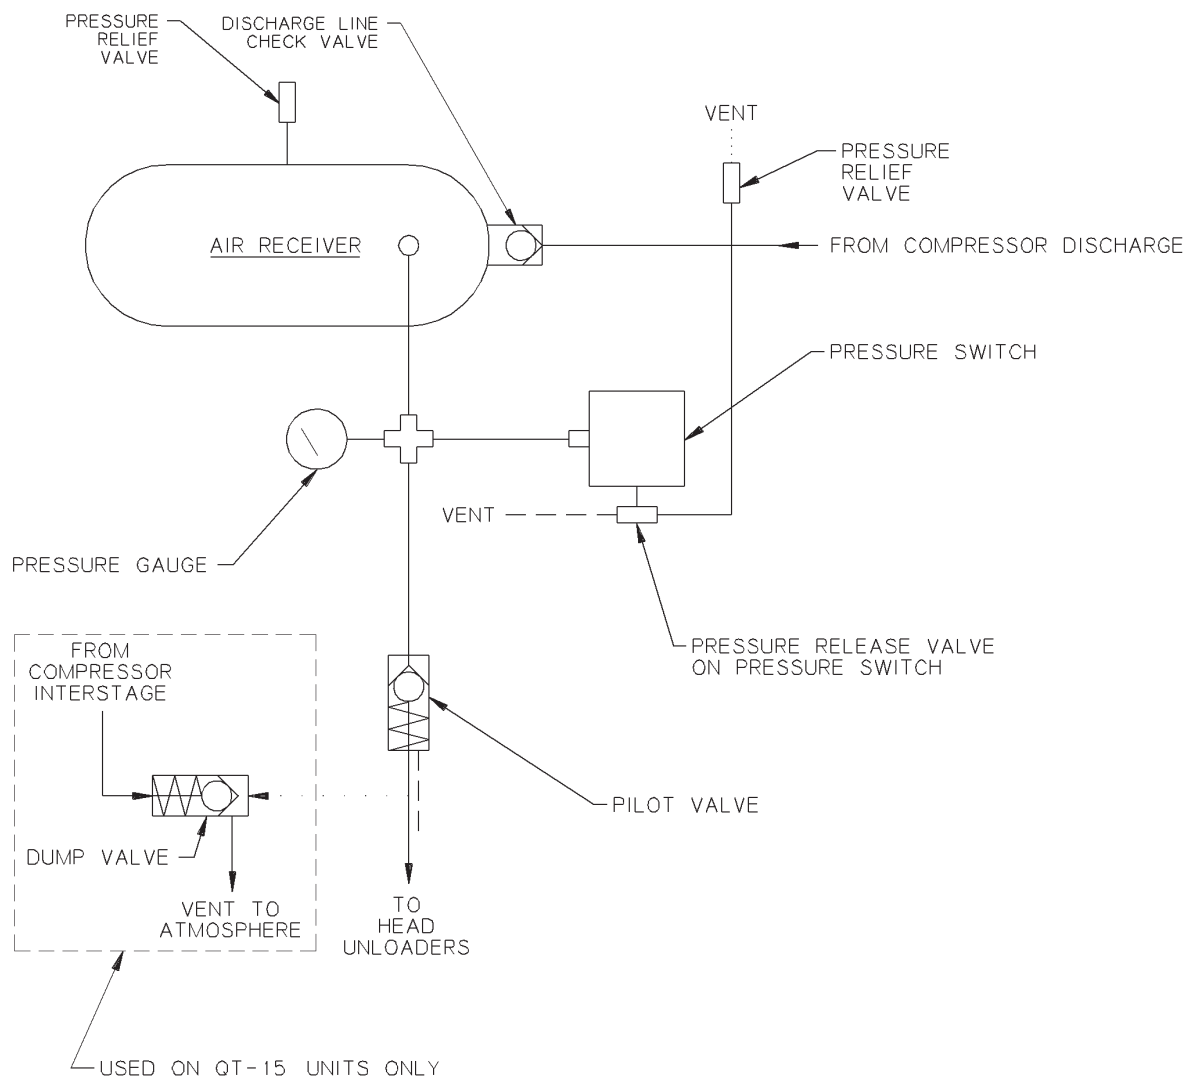 PRESSURE
RELIEF
VALVE
DISCHARGE LINE
CHECK VALVE
VENT
PRESSURE
RELIEF
VALVE
AIR RECEIVER
FROM COMPRESSOR DISCHARGE
PRESSURE SWITCH
VENT
PRESSURE GAUGE
PRESSURE RELEASE VALVE
ON PRESSURE SWITCH
FROM
COMPRESSOR
INTERSTAGE
PILOT VALVE
DUMP VALVE
VENT TO
ATMOSPHERE
TO
HEAD
UNLOADERS
USED ON QT-15 UNITS ONLY